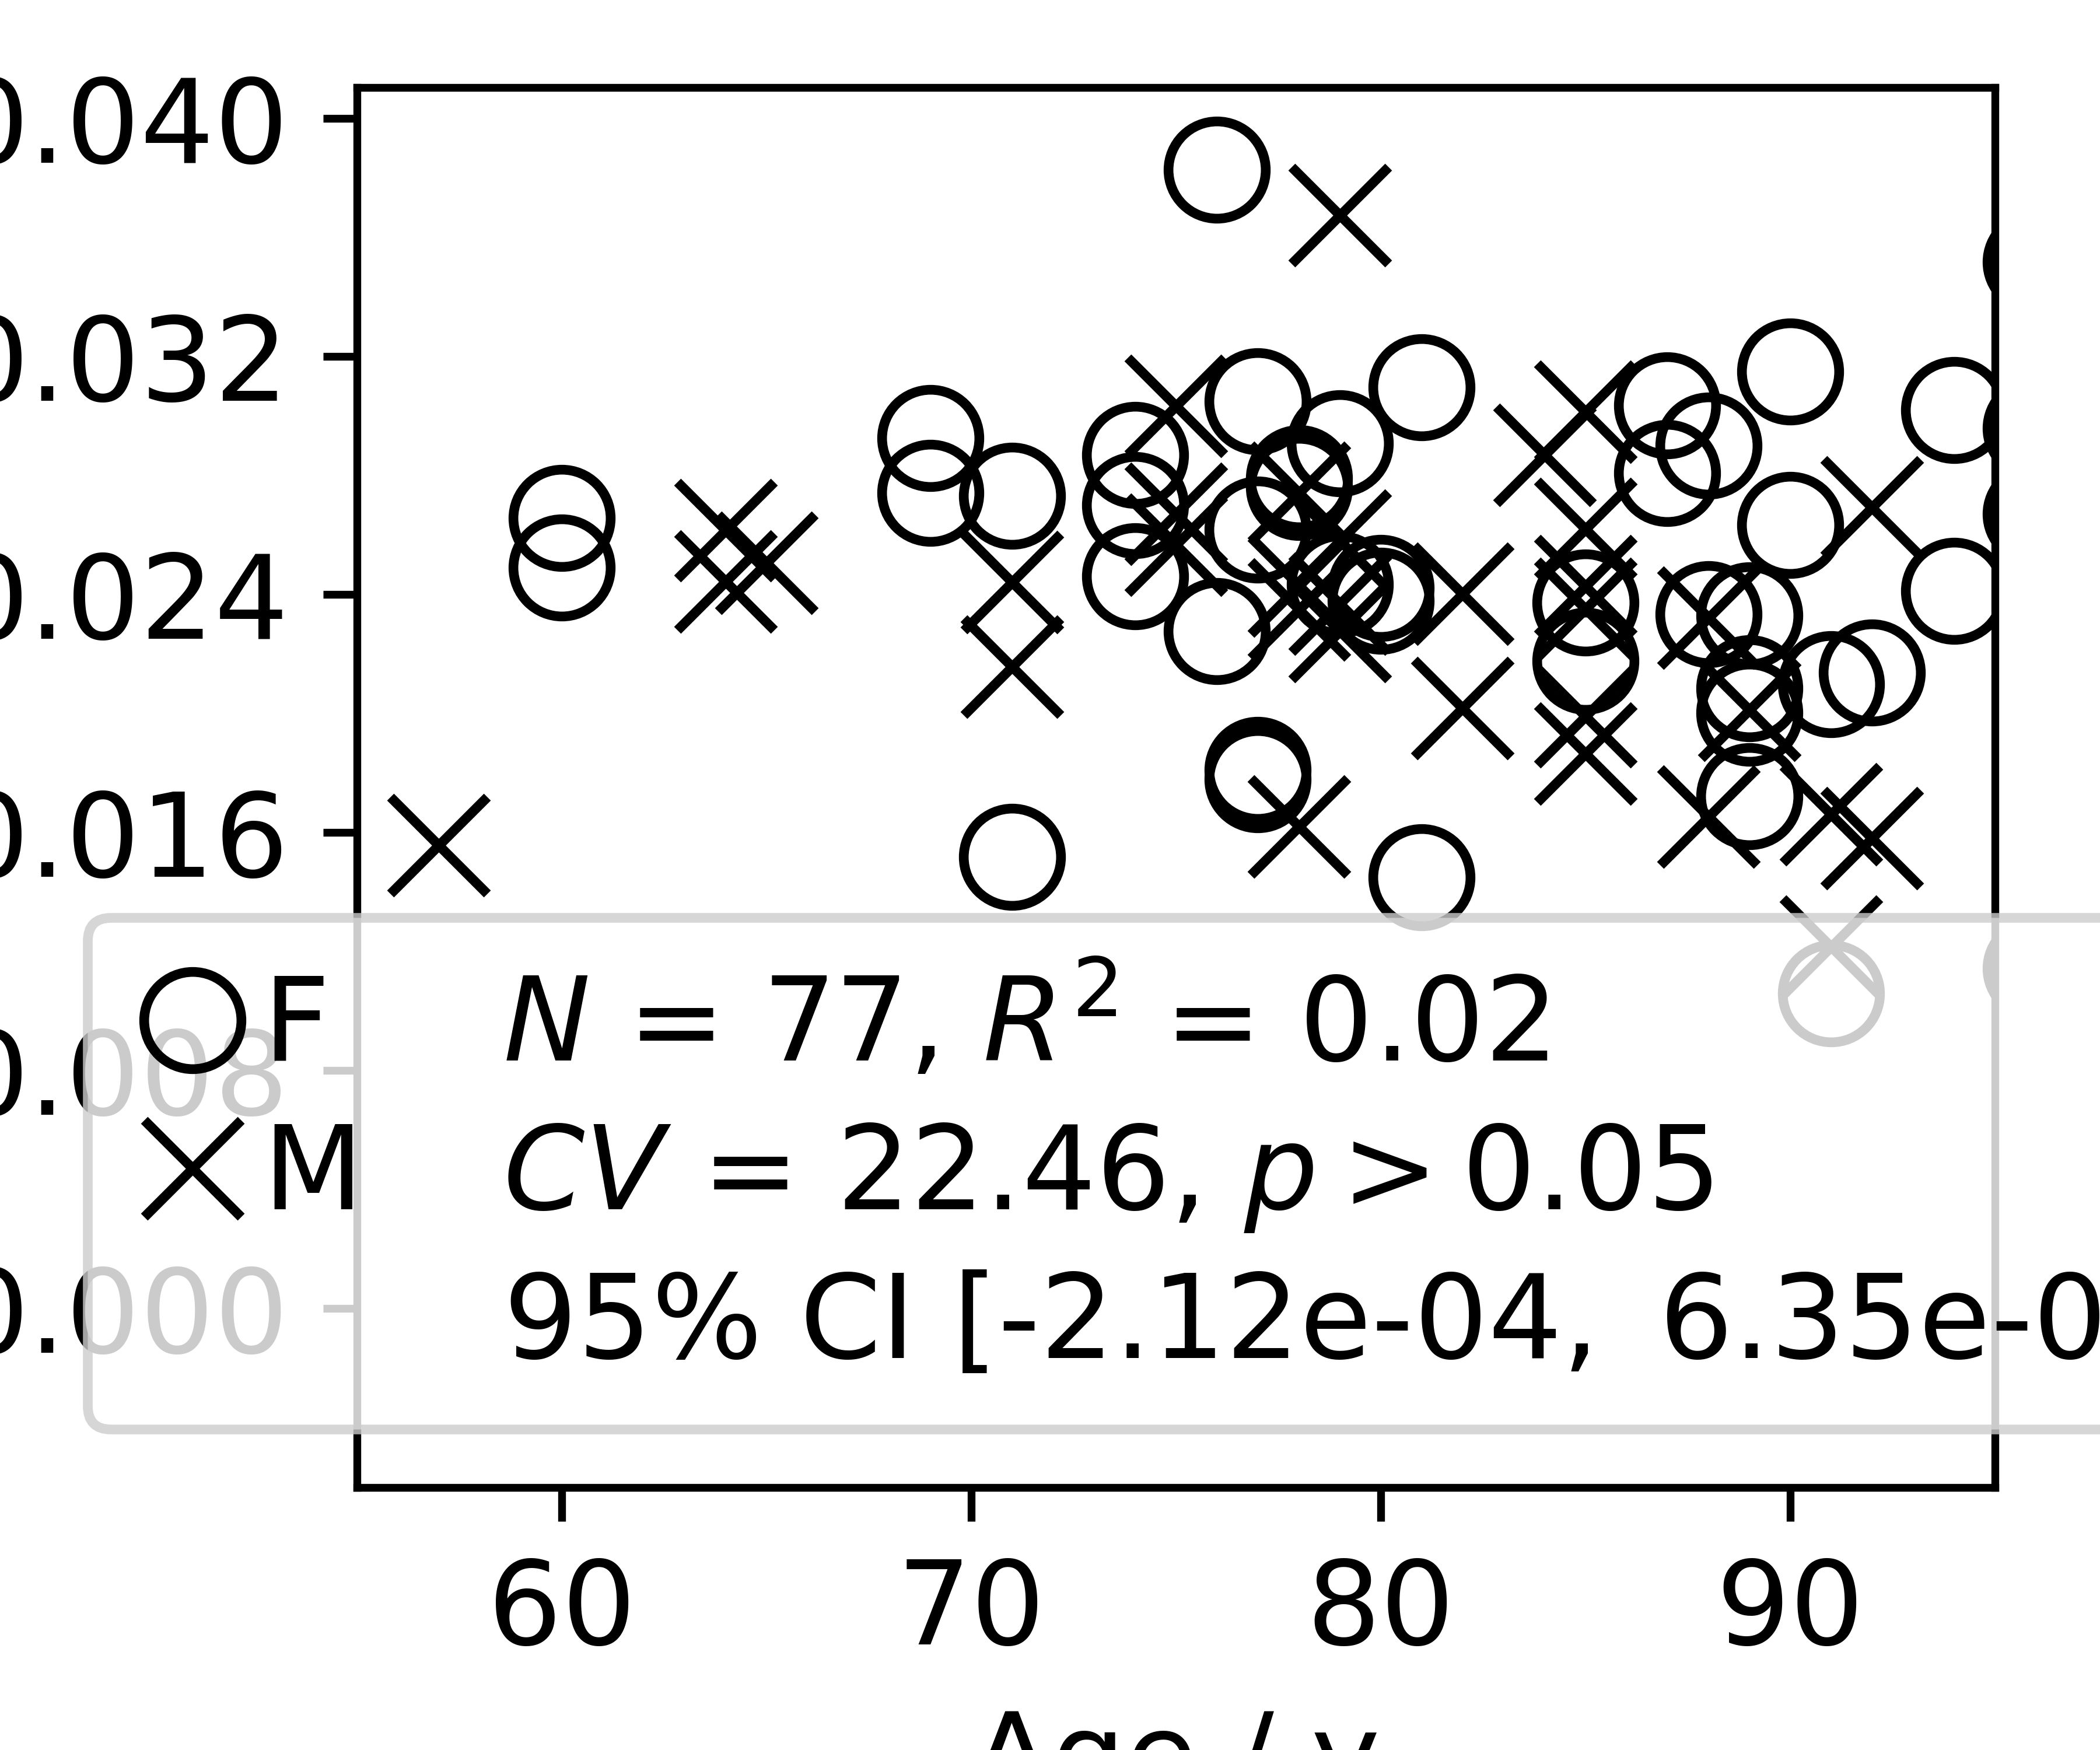 0.040
0.032
0.024
0.016
0.008
0.000
F
M
N = 77, R² = 0.02
CV = 22.46, p > 0.05
95% CI [-2.12e-04, 6.35e-0
60 70 80 90
Age / y